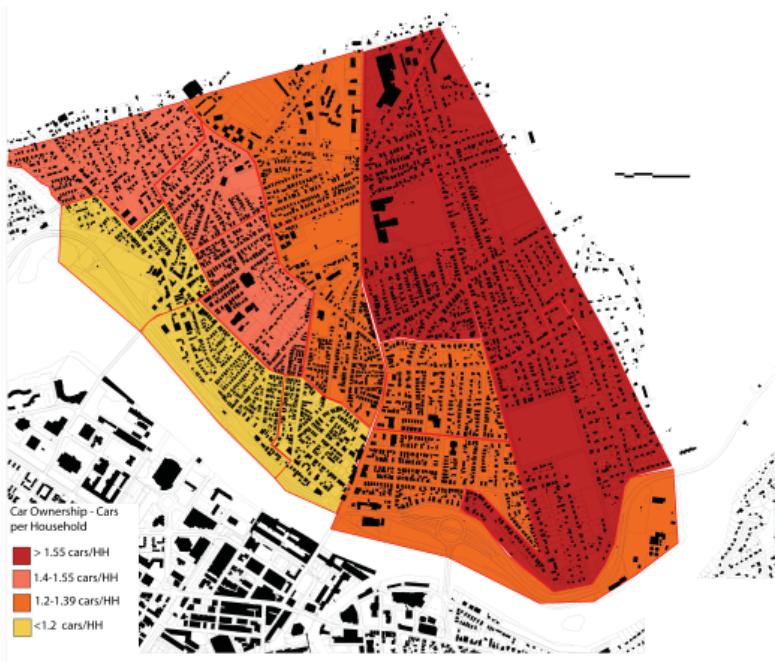 Car Ownership - Cars
per Household
> 1.55 cars/HH
1.4-1.55 cars/HH
1.2-1.39 cars/HH
<1.2 cars/HH